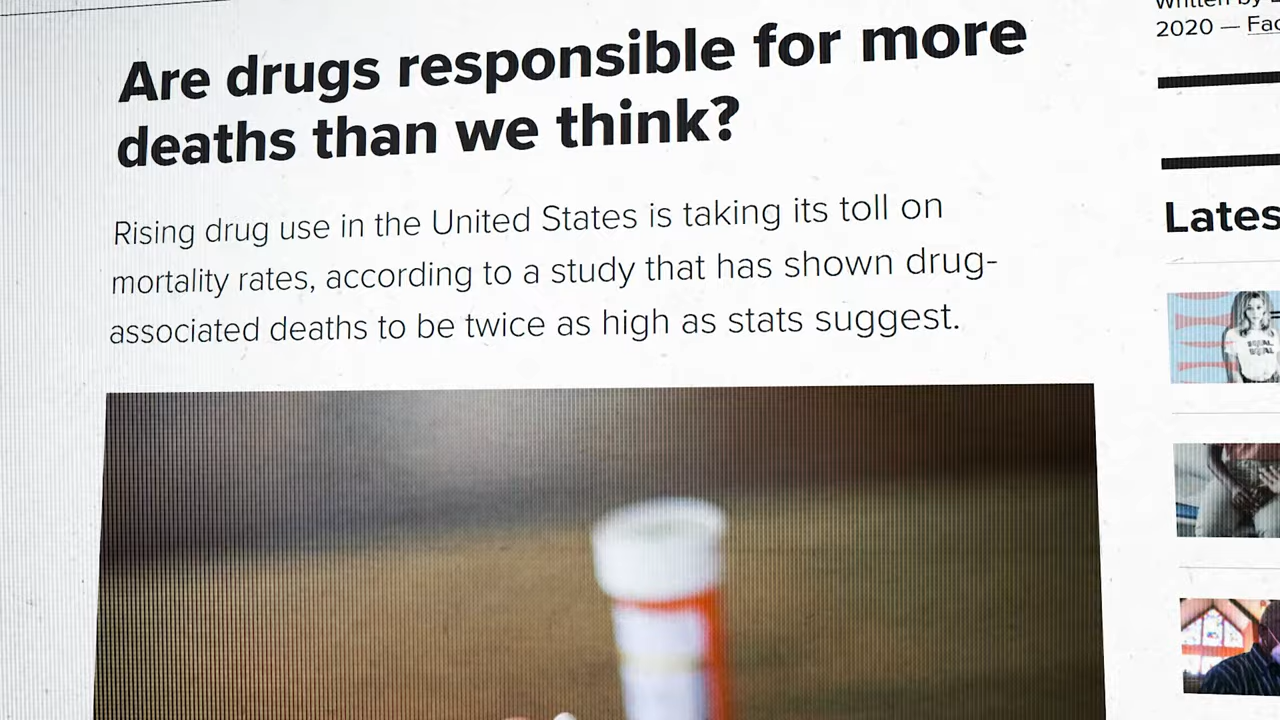 Are drugs responsible for more
deaths than we think?
Rising drug use in the United States is taking its toll on
mortality rates, according to a study that has shown drug-
associated deaths to be twice as high as stats suggest.
Written by
2020 —